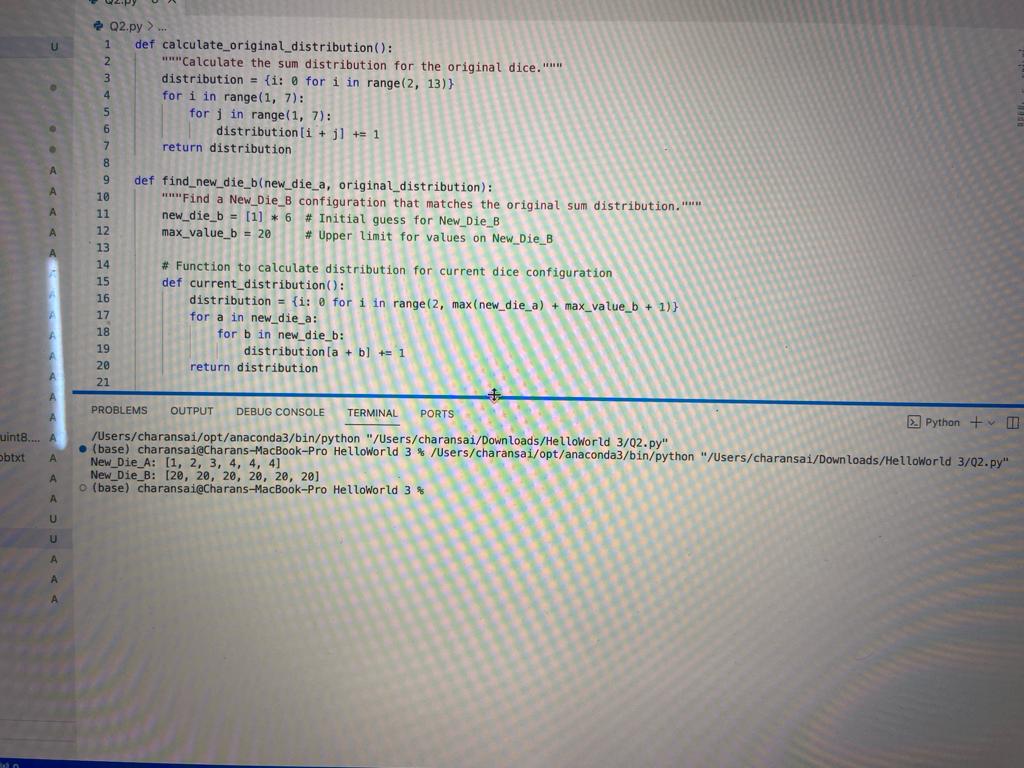 Q2.py
U
Q2.py > ...
U
1 def calculate_original_distribution():
2 """Calculate the sum distribution for the original dice."""
3 distribution = {i: 0 for i in range(2, 13)}
4 for i in range(1, 7):
5 for j in range(1, 7):
6 distribution[i + j] += 1
7 return distribution
8
9 def find_new_die_b(new_die_a, original_distribution):
10 """Find a New_Die_B configuration that matches the original sum distribution."""
11 new_die_b = [1] * 6 # Initial guess for New_Die_B
12 max_value_b = 20 # Upper limit for values on New_Die_B
13
14 # Function to calculate distribution for current dice configuration
15 def current_distribution():
16 distribution = {i: 0 for i in range(2, max(new_die_a) + max_value_b + 1)}
17 for a in new_die_a:
18 for b in new_die_b:
19 distribution[a + b] += 1
20 return distribution
21
A
A
A
A
A
A
A
A
A
A
A
A
A
uint8.... A
obtxt A
A
A
U
U
A
A
A
PROBLEMS OUTPUT DEBUG CONSOLE TERMINAL PORTS
Python
/Users/charansai/opt/anaconda3/bin/python "/Users/charansai/Downloads/HelloWorld 3/Q2.py"
(base) charansai@Charans-MacBook-Pro HelloWorld 3 % /Users/charansai/opt/anaconda3/bin/python "/Users/charansai/Downloads/HelloWorld 3/Q2.py"
New_Die_A: [1, 2, 3, 4, 4, 4]
New_Die_B: [20, 20, 20, 20, 20, 20]
(base) charansai@Charans-MacBook-Pro HelloWorld 3 %